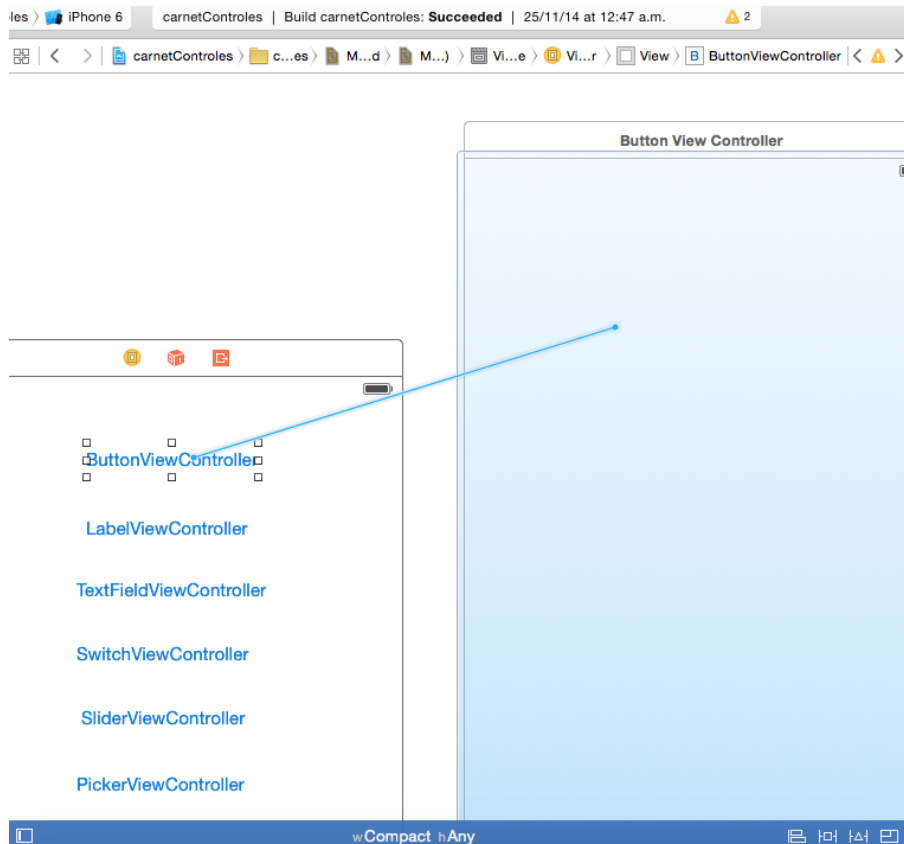 les 〉 iPhone 6 carnetControles | Build carnetControles: Succeeded | 25/11/14 at 12:47 a.m. 2
carnetControles 〉 c...es 〉 M...d 〉 M...) 〉 Vi...e 〉 Vi...r 〉 View 〉 B ButtonViewController
Button View Controller
ButtonViewController
LabelViewController
TextFieldViewController
SwitchViewController
SliderViewController
PickerViewController
wCompact hAny